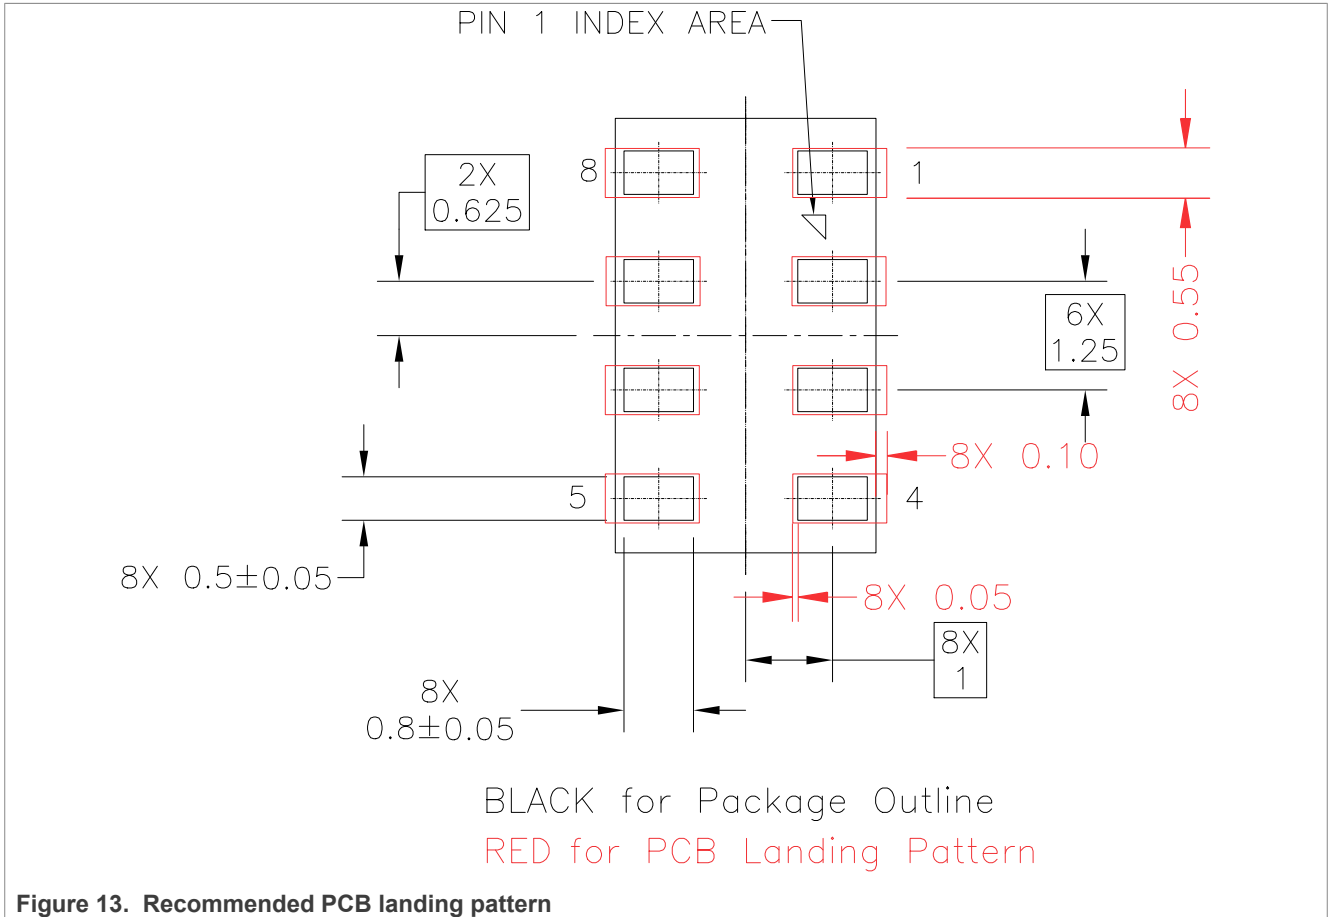 PIN 1 INDEX AREA
8
1
2X
0.625
8X 0.55
6X
1.25
8X 0.10
5
4
8X 0.5±0.05
8X 0.05
8X
1
8X
0.8±0.05
BLACK for Package Outline
RED for PCB Landing Pattern
Figure 13. Recommended PCB landing pattern